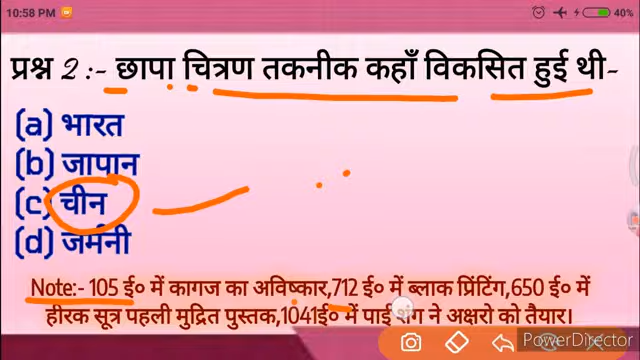 10:58 PM
40%
प्रश्न 2 :- छापा चित्रण तकनीक कहाँ विकसित हुई थी-
(a) भारत
(b) जापान
(c) चीन
(d) जर्मनी
Note:- 105 ई० में कागज का अविष्कार,712 ई० में ब्लाक प्रिंटिंग,650 ई० में
हीरक सूत्र पहली मुद्रित पुस्तक,1041ई० में पाई शंग ने अक्षरो को तैयार।
PowerDirector